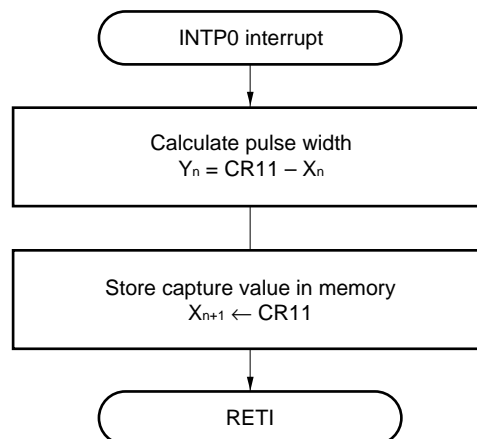 INTP0 interrupt
Calculate pulse width
Yn = CR11 – Xn
Store capture value in memory
Xn+1 ← CR11
RETI